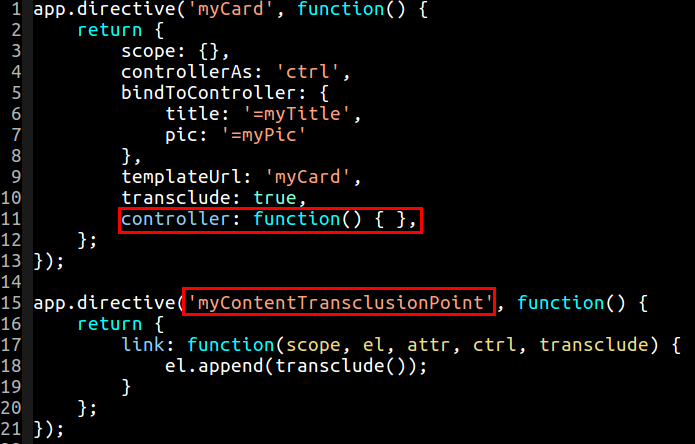 1 app.directive('myCard', function() {
2     return {
3         scope: {},
4         controllerAs: 'ctrl',
5         bindToController: {
6             title: '=myTitle',
7             pic: '=myPic'
8         },
9         templateUrl: 'myCard',
10         transclude: true,
11         controller: function() { },
12     };
13 });
14
15 app.directive('myContentTransclusionPoint', function() {
16     return {
17         link: function(scope, el, attr, ctrl, transclude) {
18             el.append(transclude());
19         }
20     };
21 });